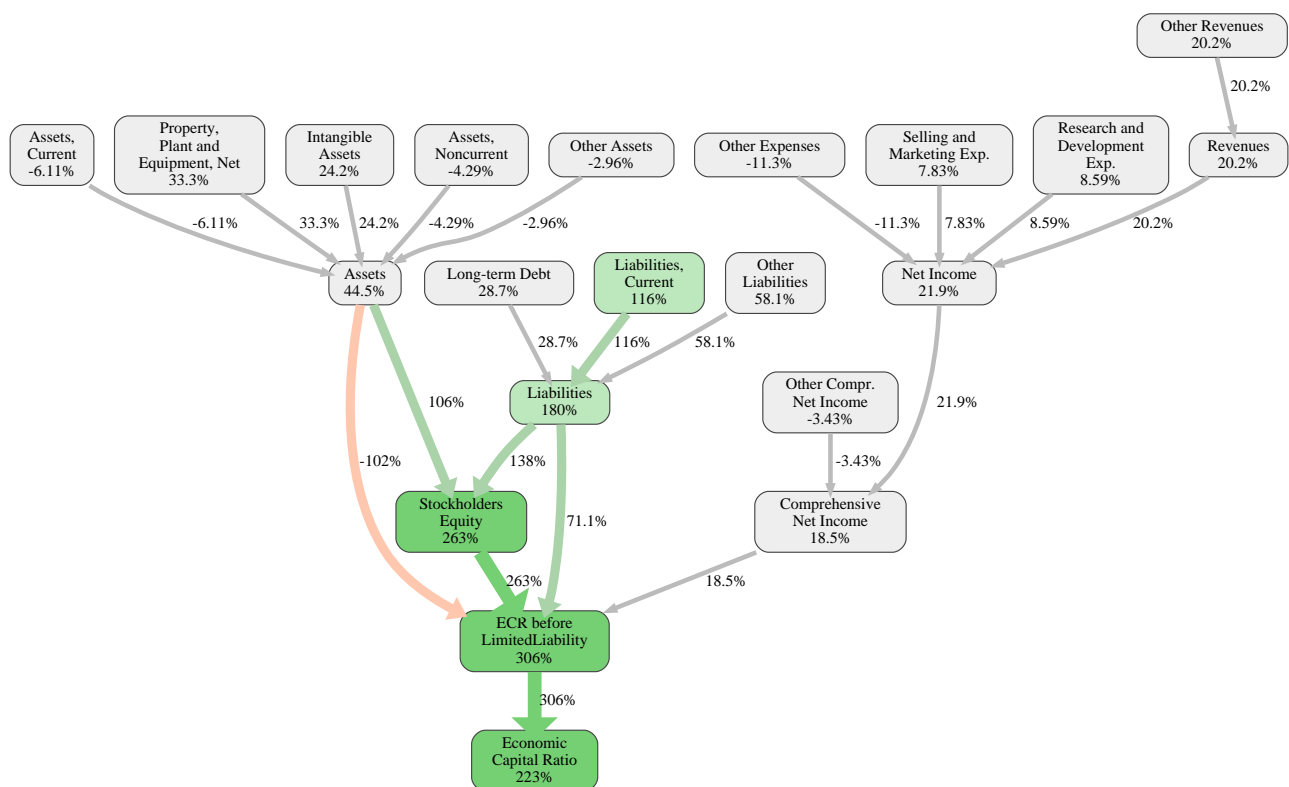 Other Revenues
20.2%
20.2%
Assets,
Current
-6.11%
Property,
Plant and
Equipment, Net
33.3%
Intangible
Assets
24.2%
Assets,
Noncurrent
-4.29%
Other Assets
-2.96%
Other Expenses
-11.3%
Selling and
Marketing Exp.
7.83%
Research and
Development
Exp.
8.59%
Revenues
20.2%
-6.11%
33.3%
24.2%
-4.29%
-2.96%
-11.3%
7.83%
8.59%
20.2%
Assets
44.5%
Long-term Debt
28.7%
Liabilities,
Current
116%
Other
Liabilities
58.1%
Net Income
21.9%
28.7%
116%
58.1%
Liabilities
180%
Other Compr.
Net Income
-3.43%
106%
21.9%
-102%
138%
-3.43%
Stockholders
Equity
263%
71.1%
Comprehensive
Net Income
18.5%
263%
18.5%
ECR before
LimitedLiability
306%
306%
Economic
Capital Ratio
223%